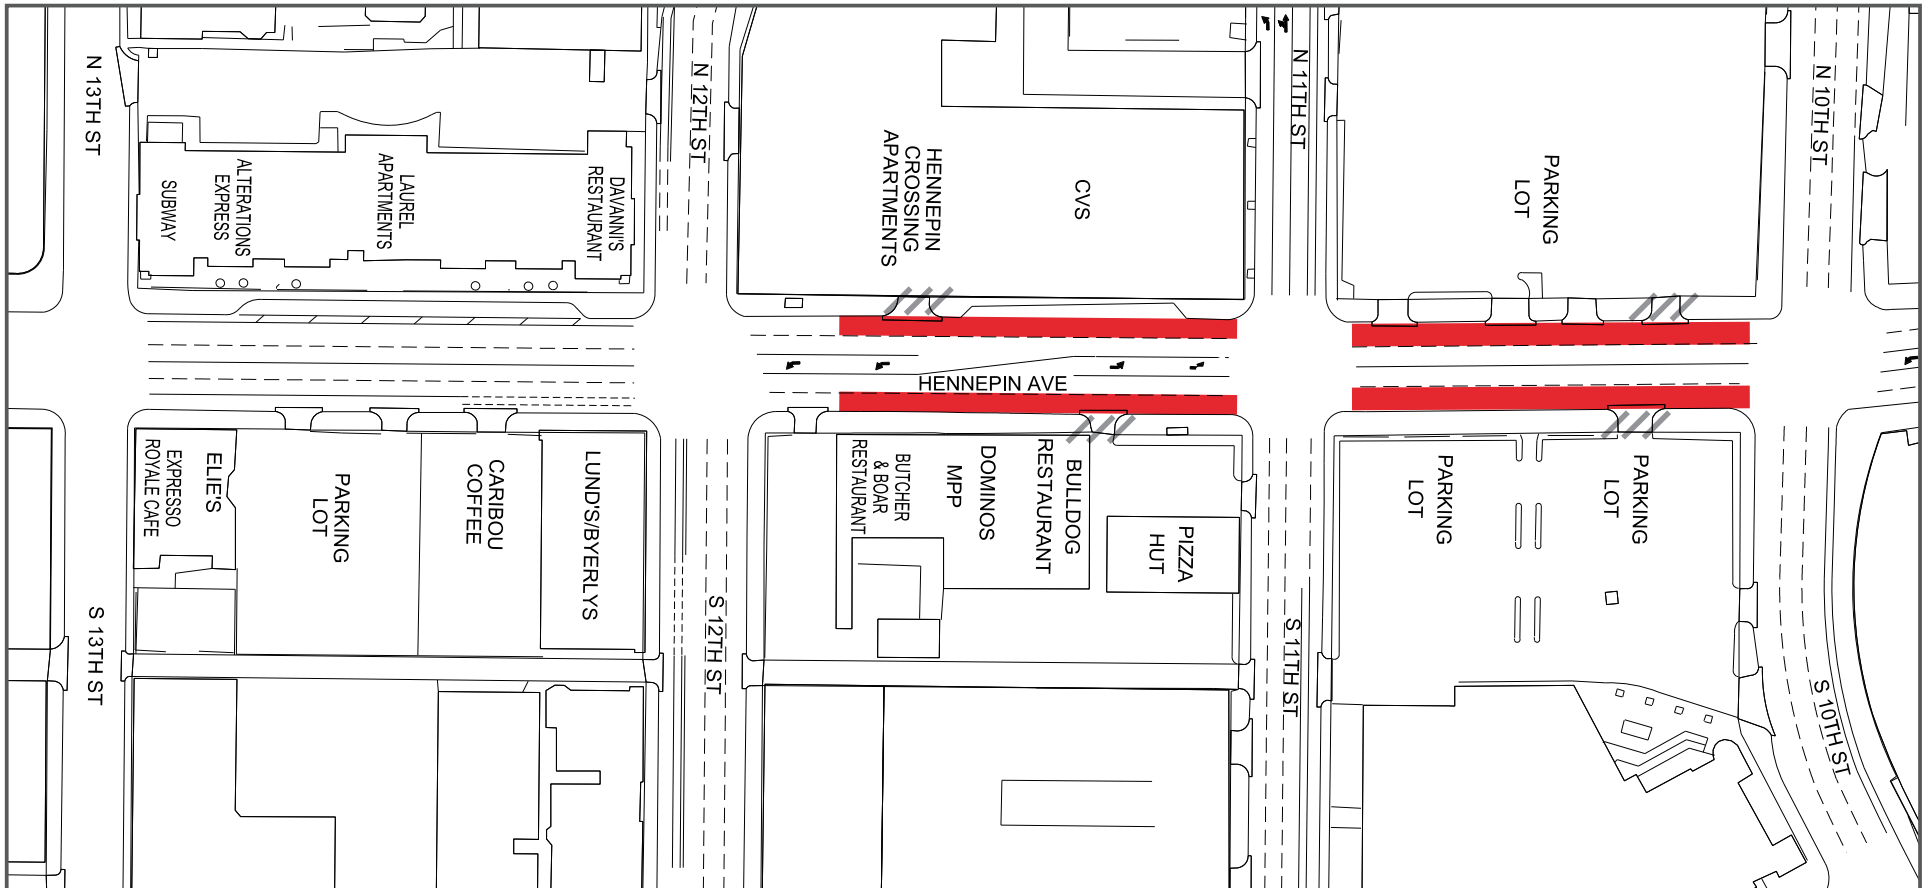 N 13TH ST
SUBWAY
ALTERATIONS
EXPRESS
LAUREL
APARTMENTS
DAVANNI'S
RESTAURANT
N 12TH ST
HENNEPIN
CROSSING
APARTMENTS
CVS
N 11TH ST
PARKING
LOT
N 10TH ST
HENNEPIN AVE
S 13TH ST
ELIE'S
EXPRESSO
ROYALE CAFE
PARKING
LOT
CARIBOU
COFFEE
LUND'S/BYERLYS
S 12TH ST
BUTCHER
& BOAR
RESTAURANT
DOMINOS
MPP
BULLDOG
RESTAURANT
PIZZA
HUT
S 11TH ST
PARKING
LOT
PARKING
LOT
S 10TH ST